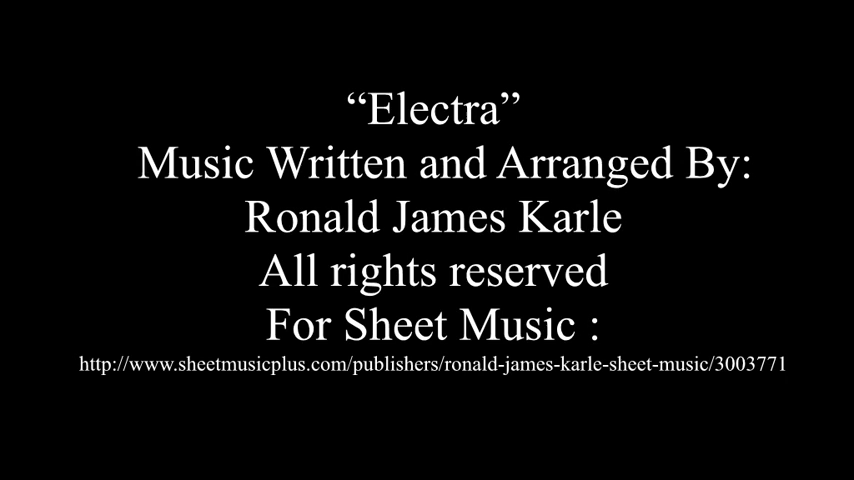 “Electra”
Music Written and Arranged By:
Ronald James Karle
All rights reserved
For Sheet Music :
http://www.sheetmusicplus.com/publishers/ronald-james-karle-sheet-music/3003771